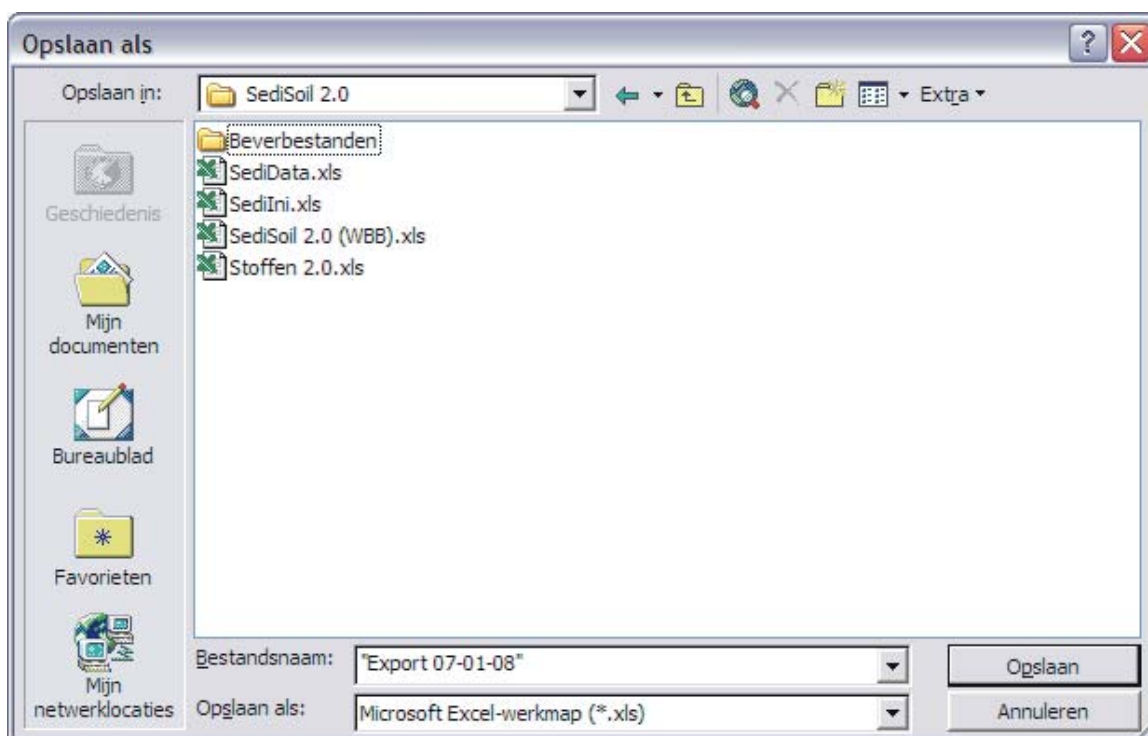 Opslaan als
Opslaan in:
SediSoil 2.0
Extra
Beverbestanden
SediData.xls
SediIni.xls
SediSoil 2.0 (WBB).xls
Stoffen 2.0.xls
Geschiedenis
Mijn
documenten
Bureaublad
Favorieten
Mijn
netwerklocaties
Bestandsnaam:
"Export 07-01-08"
Opslaan
Opslaan als:
Microsoft Excel-werkmap (*.xls)
Annuleren